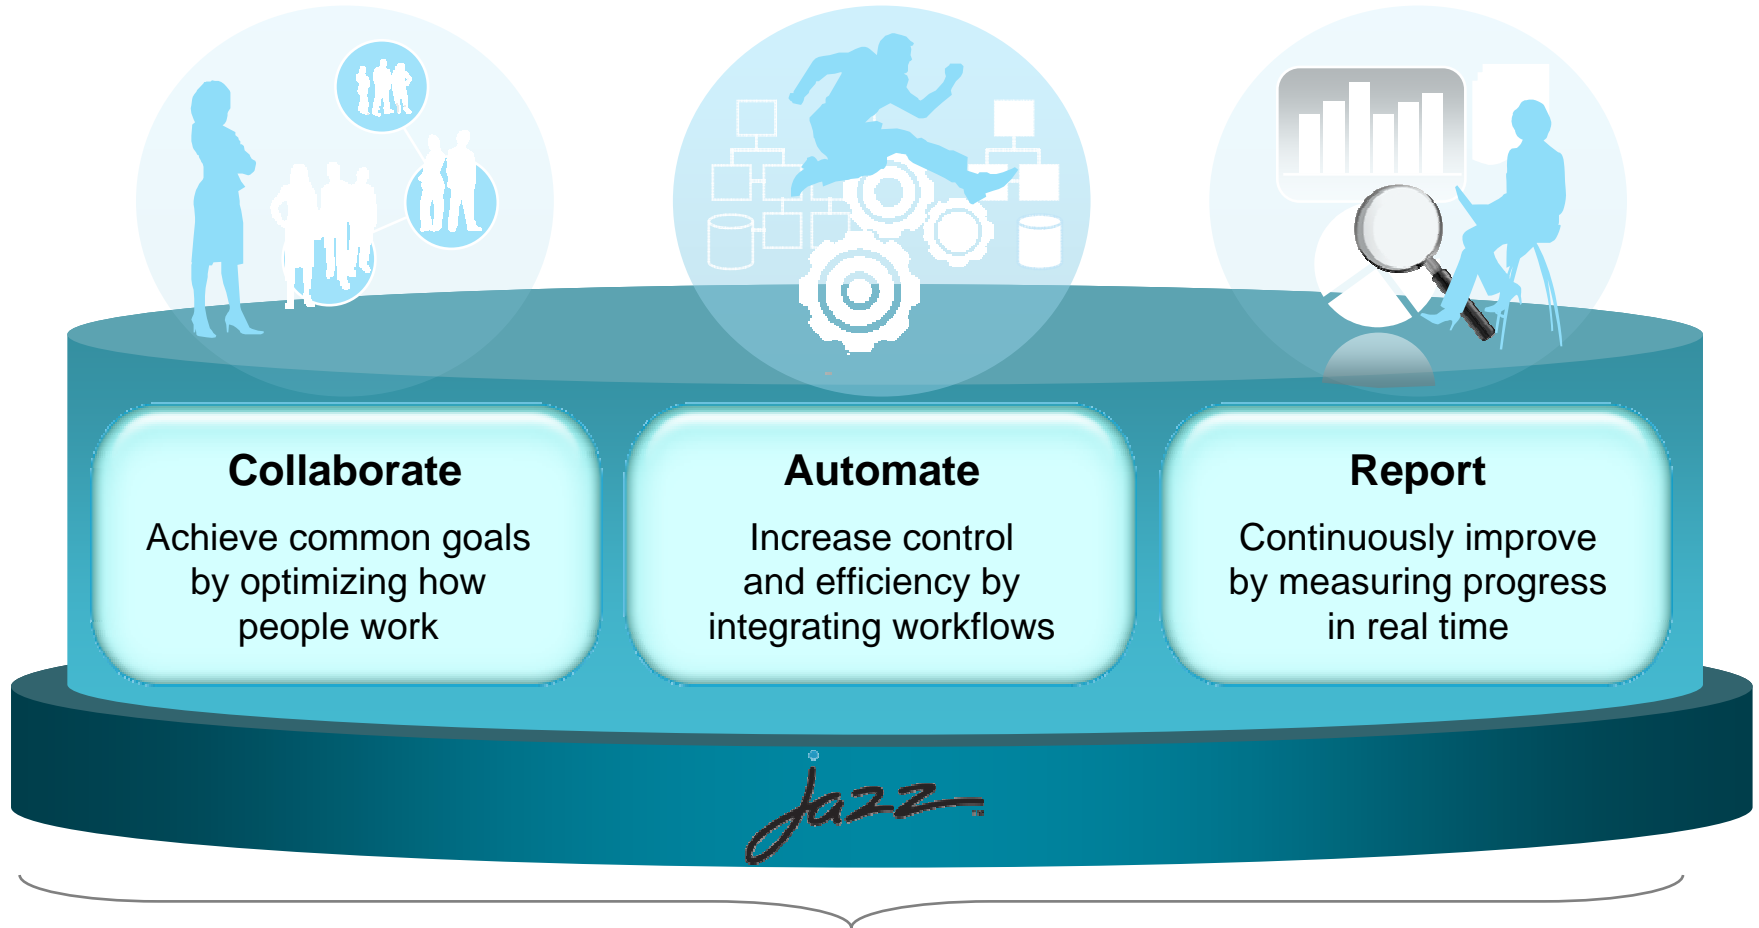 Collaborate
Achieve common goals
by optimizing how
people work
Automate
Increase control
and efficiency by
integrating workflows
Report
Continuously improve
by measuring progress
in real time
jazz